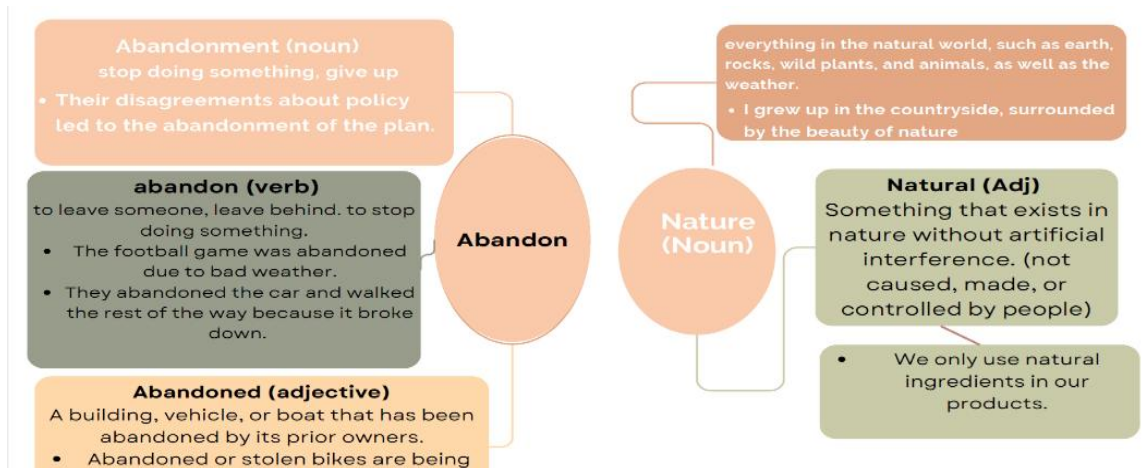 Abandonment (noun)
stop doing something, give up
• Their disagreements about policy
led to the abandonment of the plan.
abandon (verb)
to leave someone, leave behind. to stop
doing something.
• The football game was abandoned
due to bad weather.
• They abandoned the car and walked
the rest of the way because it broke
down.
Abandoned (adjective)
A building, vehicle, or boat that has been
abandoned by its prior owners.
• Abandoned or stolen bikes are being
Abandon
everything in the natural world, such as earth,
rocks, wild plants, and animals, as well as the
weather.
• I grew up in the countryside, surrounded
by the beauty of nature
Nature
(Noun)
Natural (Adj)
Something that exists in
nature without artificial
interference. (not
caused, made, or
controlled by people)
• We only use natural
ingredients in our
products.